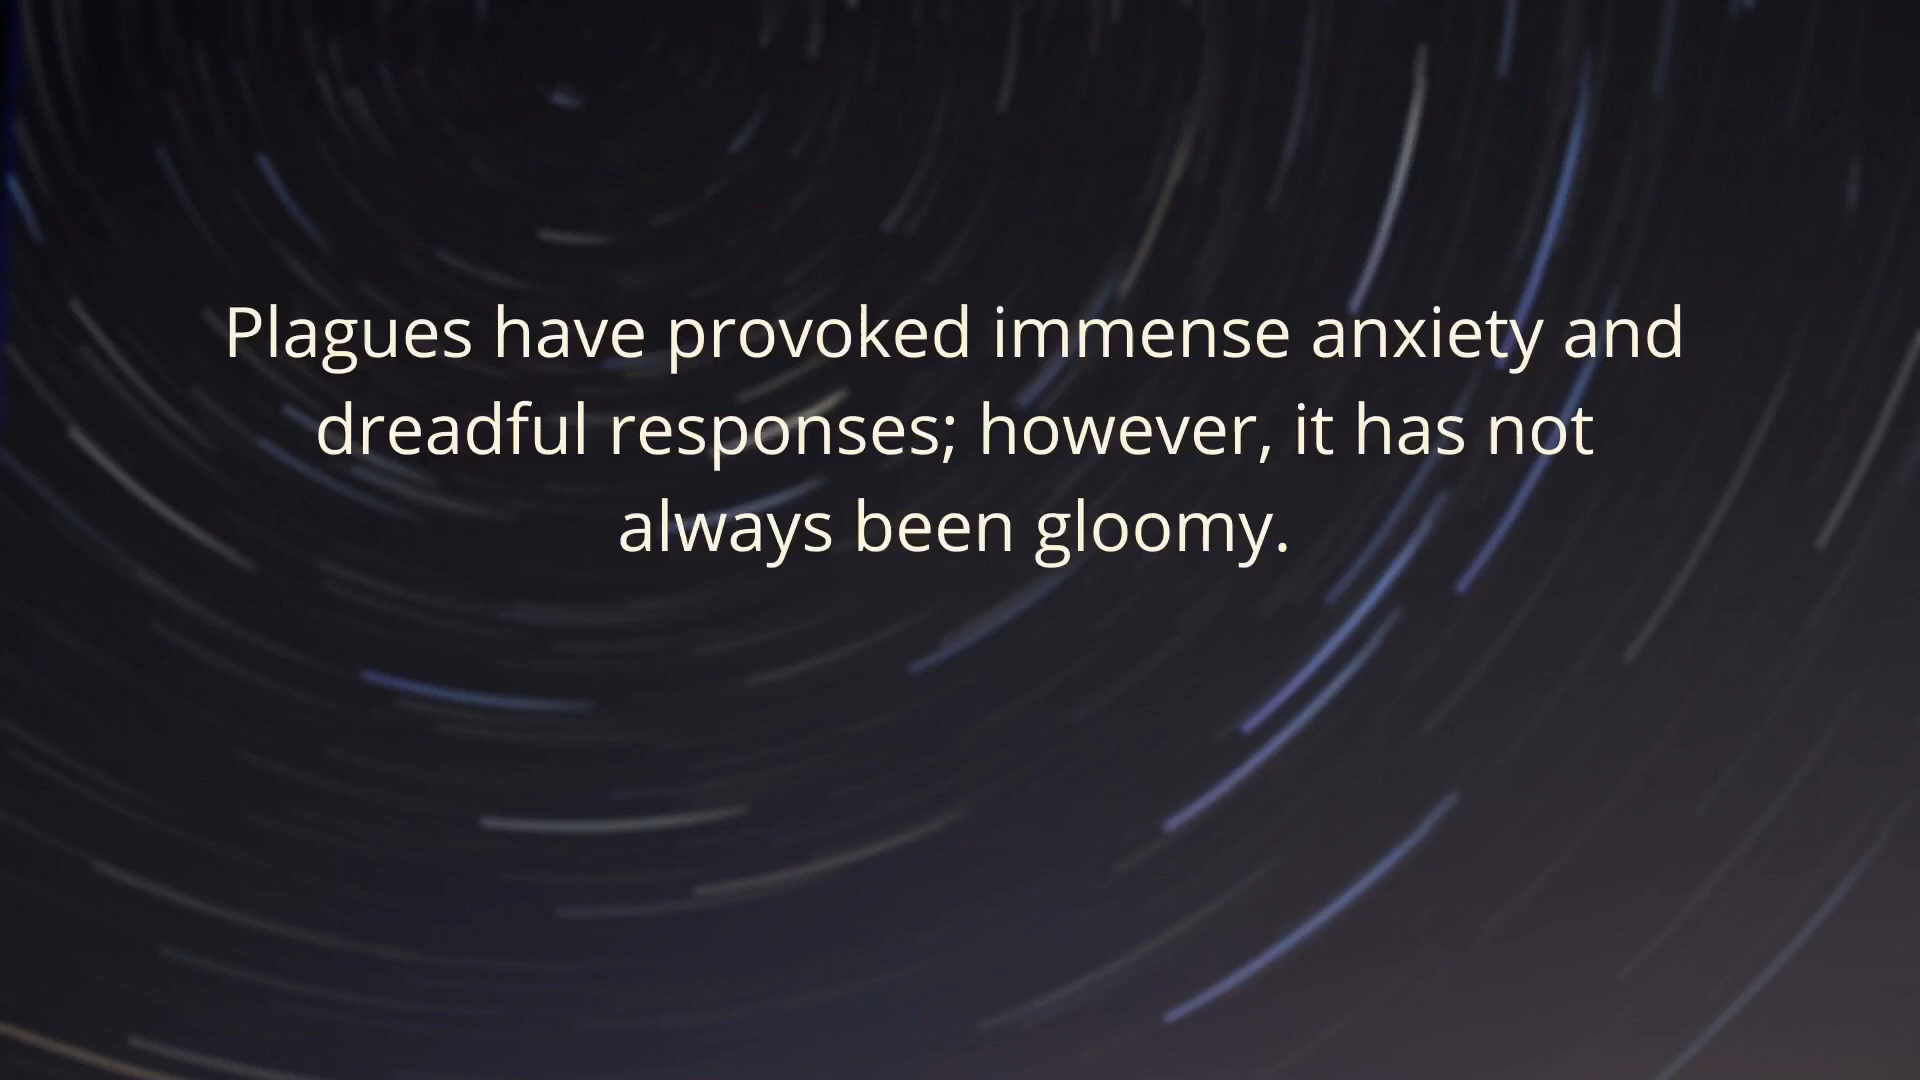 Plagues have provoked immense anxiety and
dreadful responses; however, it has not
always been gloomy.